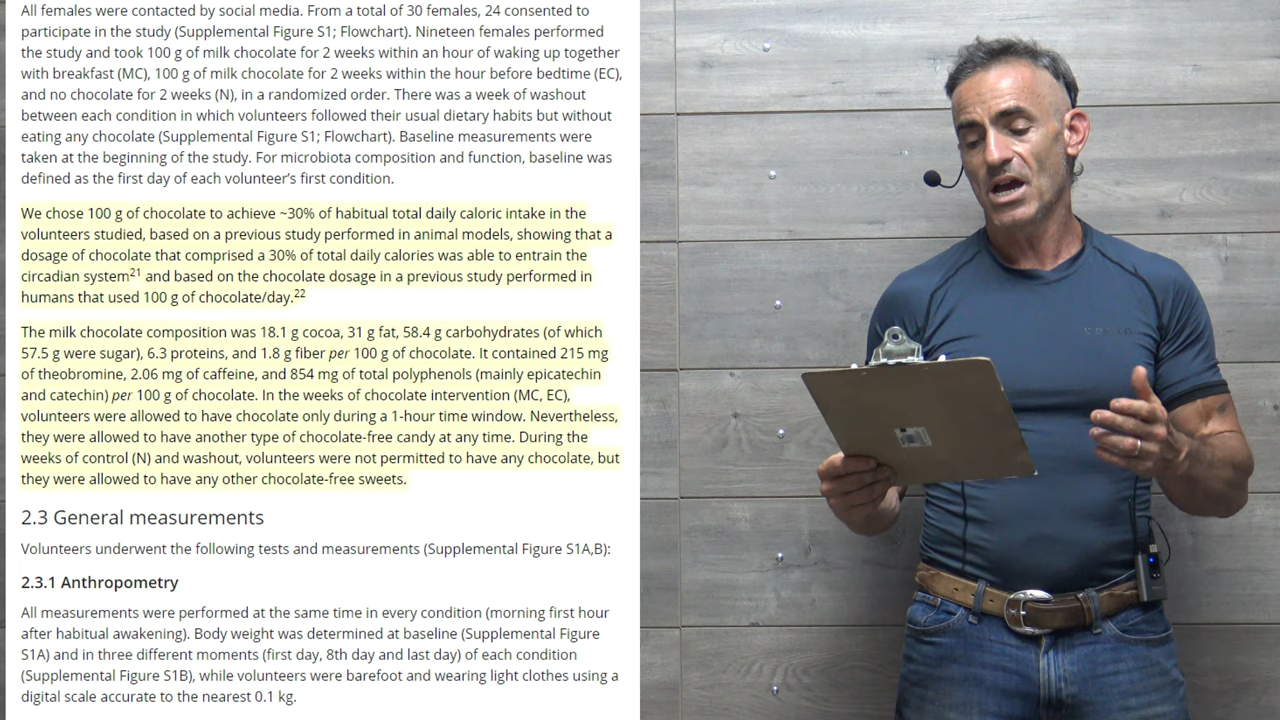 All females were contacted by social media. From a total of 30 females, 24 consented to
participate in the study (Supplemental Figure S1; Flowchart). Nineteen females performed
the study and took 100 g of milk chocolate for 2 weeks within an hour of waking up together
with breakfast (MC), 100 g of milk chocolate for 2 weeks within the hour before bedtime (EC),
and no chocolate for 2 weeks (N), in a randomized order. There was a week of washout
between each condition in which volunteers followed their usual dietary habits but without
eating any chocolate (Supplemental Figure S1; Flowchart). Baseline measurements were
taken at the beginning of the study. For microbiota composition and function, baseline was
defined as the first day of each volunteer's first condition.
We chose 100 g of chocolate to achieve ~30% of habitual total daily caloric intake in the
volunteers studied, based on a previous study performed in animal models, showing that a
dosage of chocolate that comprised a 30% of total daily calories was able to entrain the
circadian system21 and based on the chocolate dosage in a previous study performed in
humans that used 100 g of chocolate/day.22
The milk chocolate composition was 18.1 g cocoa, 31 g fat, 58.4 g carbohydrates (of which
57.5 g were sugar), 6.3 proteins, and 1.8 g fiber per 100 g of chocolate. It contained 215 mg
of theobromine, 2.06 mg of caffeine, and 854 mg of total polyphenols (mainly epicatechin
and catechin) per 100 g of chocolate. In the weeks of chocolate intervention (MC, EC),
volunteers were allowed to have chocolate only during a 1-hour time window. Nevertheless,
they were allowed to have another type of chocolate-free candy at any time. During the
weeks of control (N) and washout, volunteers were not permitted to have any chocolate, but
they were allowed to have any other chocolate-free sweets.
2.3 General measurements
Volunteers underwent the following tests and measurements (Supplemental Figure S1A,B):
2.3.1 Anthropometry
All measurements were performed at the same time in every condition (morning first hour
after habitual awakening). Body weight was determined at baseline (Supplemental Figure
S1A) and in three different moments (first day, 8th day and last day) of each condition
(Supplemental Figure S1B), while volunteers were barefoot and wearing light clothes using a
digital scale accurate to the nearest 0.1 kg.